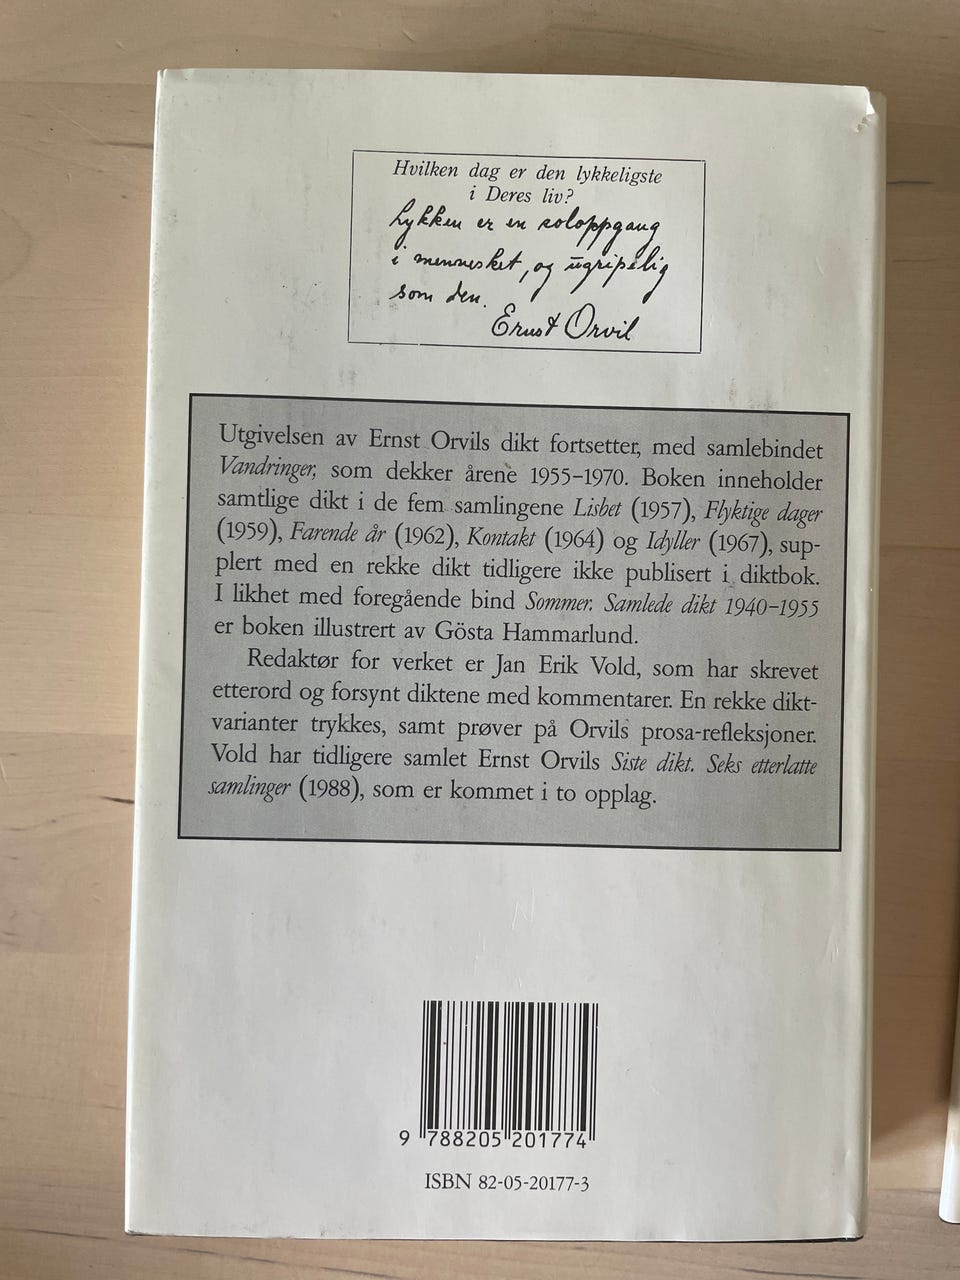 Hvilken dag er den lykkeligste
i Deres liv?
Lykken er en soloppgang
i mennesket, og ugripelig
som den.
Ernst Orvil
Utgivelsen av Ernst Orvils dikt fortsetter, med samlebindet
Vandringer, som dekker årene 1955–1970. Boken inneholder
samtlige dikt i de fem samlingene Lisbet (1957), Flyktige dager
(1959), Farende år (1962), Kontakt (1964) og Idyller (1967), sup-
plert med en rekke dikt tidligere ikke publisert i diktbok.
I likhet med foregående bind Sommer. Samlede dikt 1940–1955
er boken illustrert av Gösta Hammarlund.
Redaktør for verket er Jan Erik Vold, som har skrevet
etterord og forsynt diktene med kommentarer. En rekke dikt-
varianter trykkes, samt prøver på Orvils prosa-refleksjoner.
Vold har tidligere samlet Ernst Orvils Siste dikt. Seks etterlatte
samlinger (1988), som er kommet i to opplag.
9 788205 201774
ISBN 82-05-20177-3